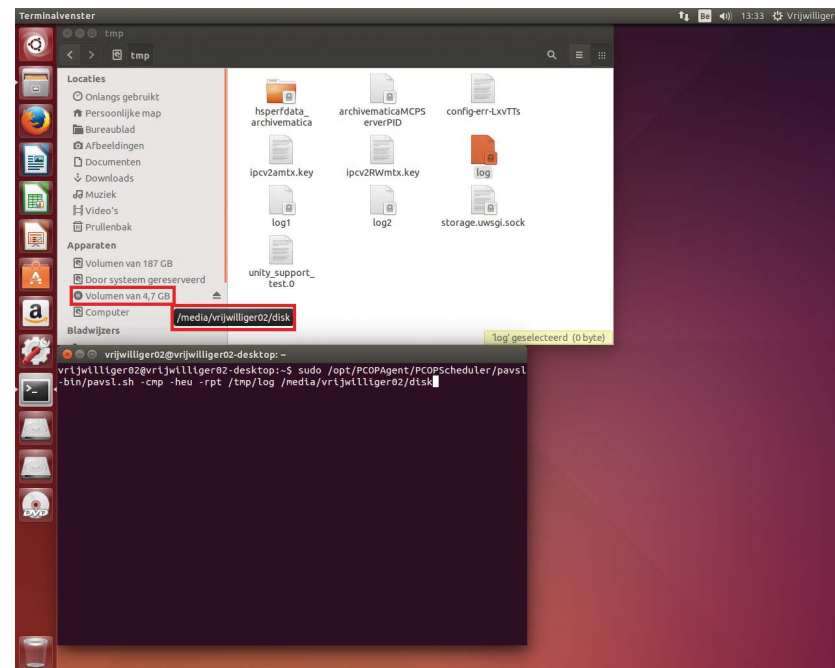 Terminalvenster
Be 13:33 Vrijwilliger
tmp
tmp
Locaties
Onlangs gebruikt
Persoonlijke map
Bureaublad
Afbeeldingen
Documenten
Downloads
Muziek
Video's
Prullenbak
Apparaten
Volumen van 187 GB
Door systeem gereserveerd
Volumen van 4,7 GB
Computer
/media/vrijwilliger02/disk
Bladwijzers
hsperfdata_
archivematica
archivematicaMCPS
erverPID
config-err-LxvTTs
ipcv2amtx.key
ipcv2RWmtx.key
log
log1
log2
storage.uwsgi.sock
unity_support_
test.0
'log' geselecteerd (0 byte)
vrijwilliger02@vrijwilliger02-desktop: ~
vrijwilliger02@vrijwilliger02-desktop:~$ sudo /opt/PCOPAgent/PCOPScheduler/pavsl
-bin/pavsl.sh -cmp -heu -rpt /tmp/log /media/vrijwilliger02/disk
a
>_
DVD